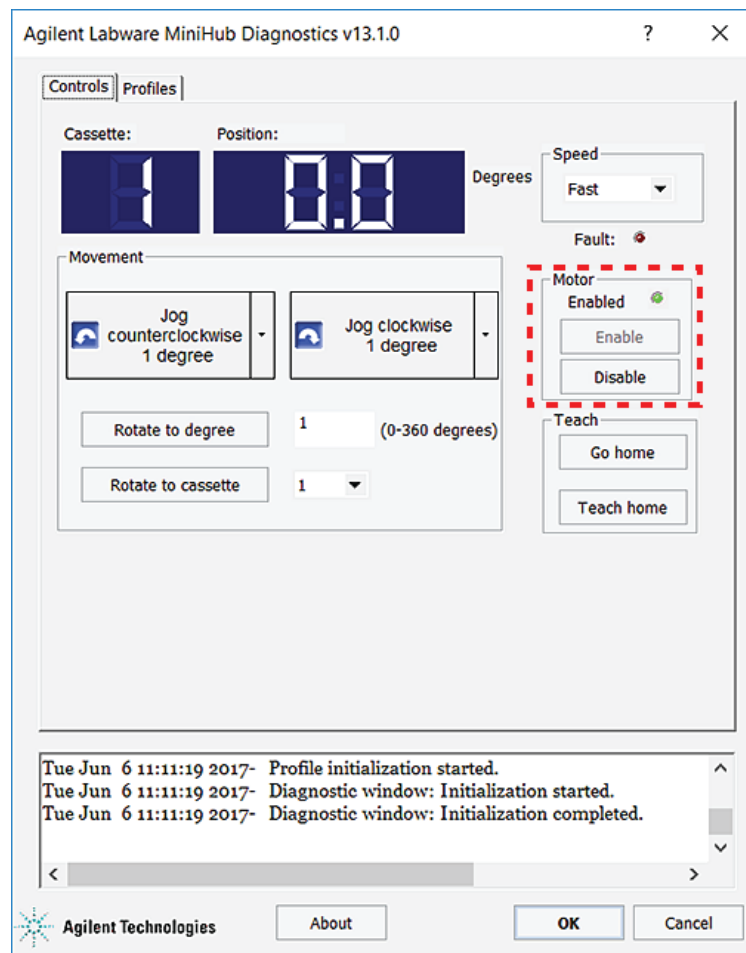 Agilent Labware MiniHub Diagnostics v13.1.0 ?
Controls Profiles
Cassette: Position:
1 0.0 Degrees
Speed
Fast
Fault:
Movement
Jog
counterclockwise
1 degree
Jog clockwise
1 degree
Motor
Enabled
Enable
Disable
Rotate to degree 1 (0-360 degrees)
Rotate to cassette 1
Teach
Go home
Teach home
Tue Jun 6 11:11:19 2017- Profile initialization started.
Tue Jun 6 11:11:19 2017- Diagnostic window: Initialization started.
Tue Jun 6 11:11:19 2017- Diagnostic window: Initialization completed.
Agilent Technologies About OK Cancel